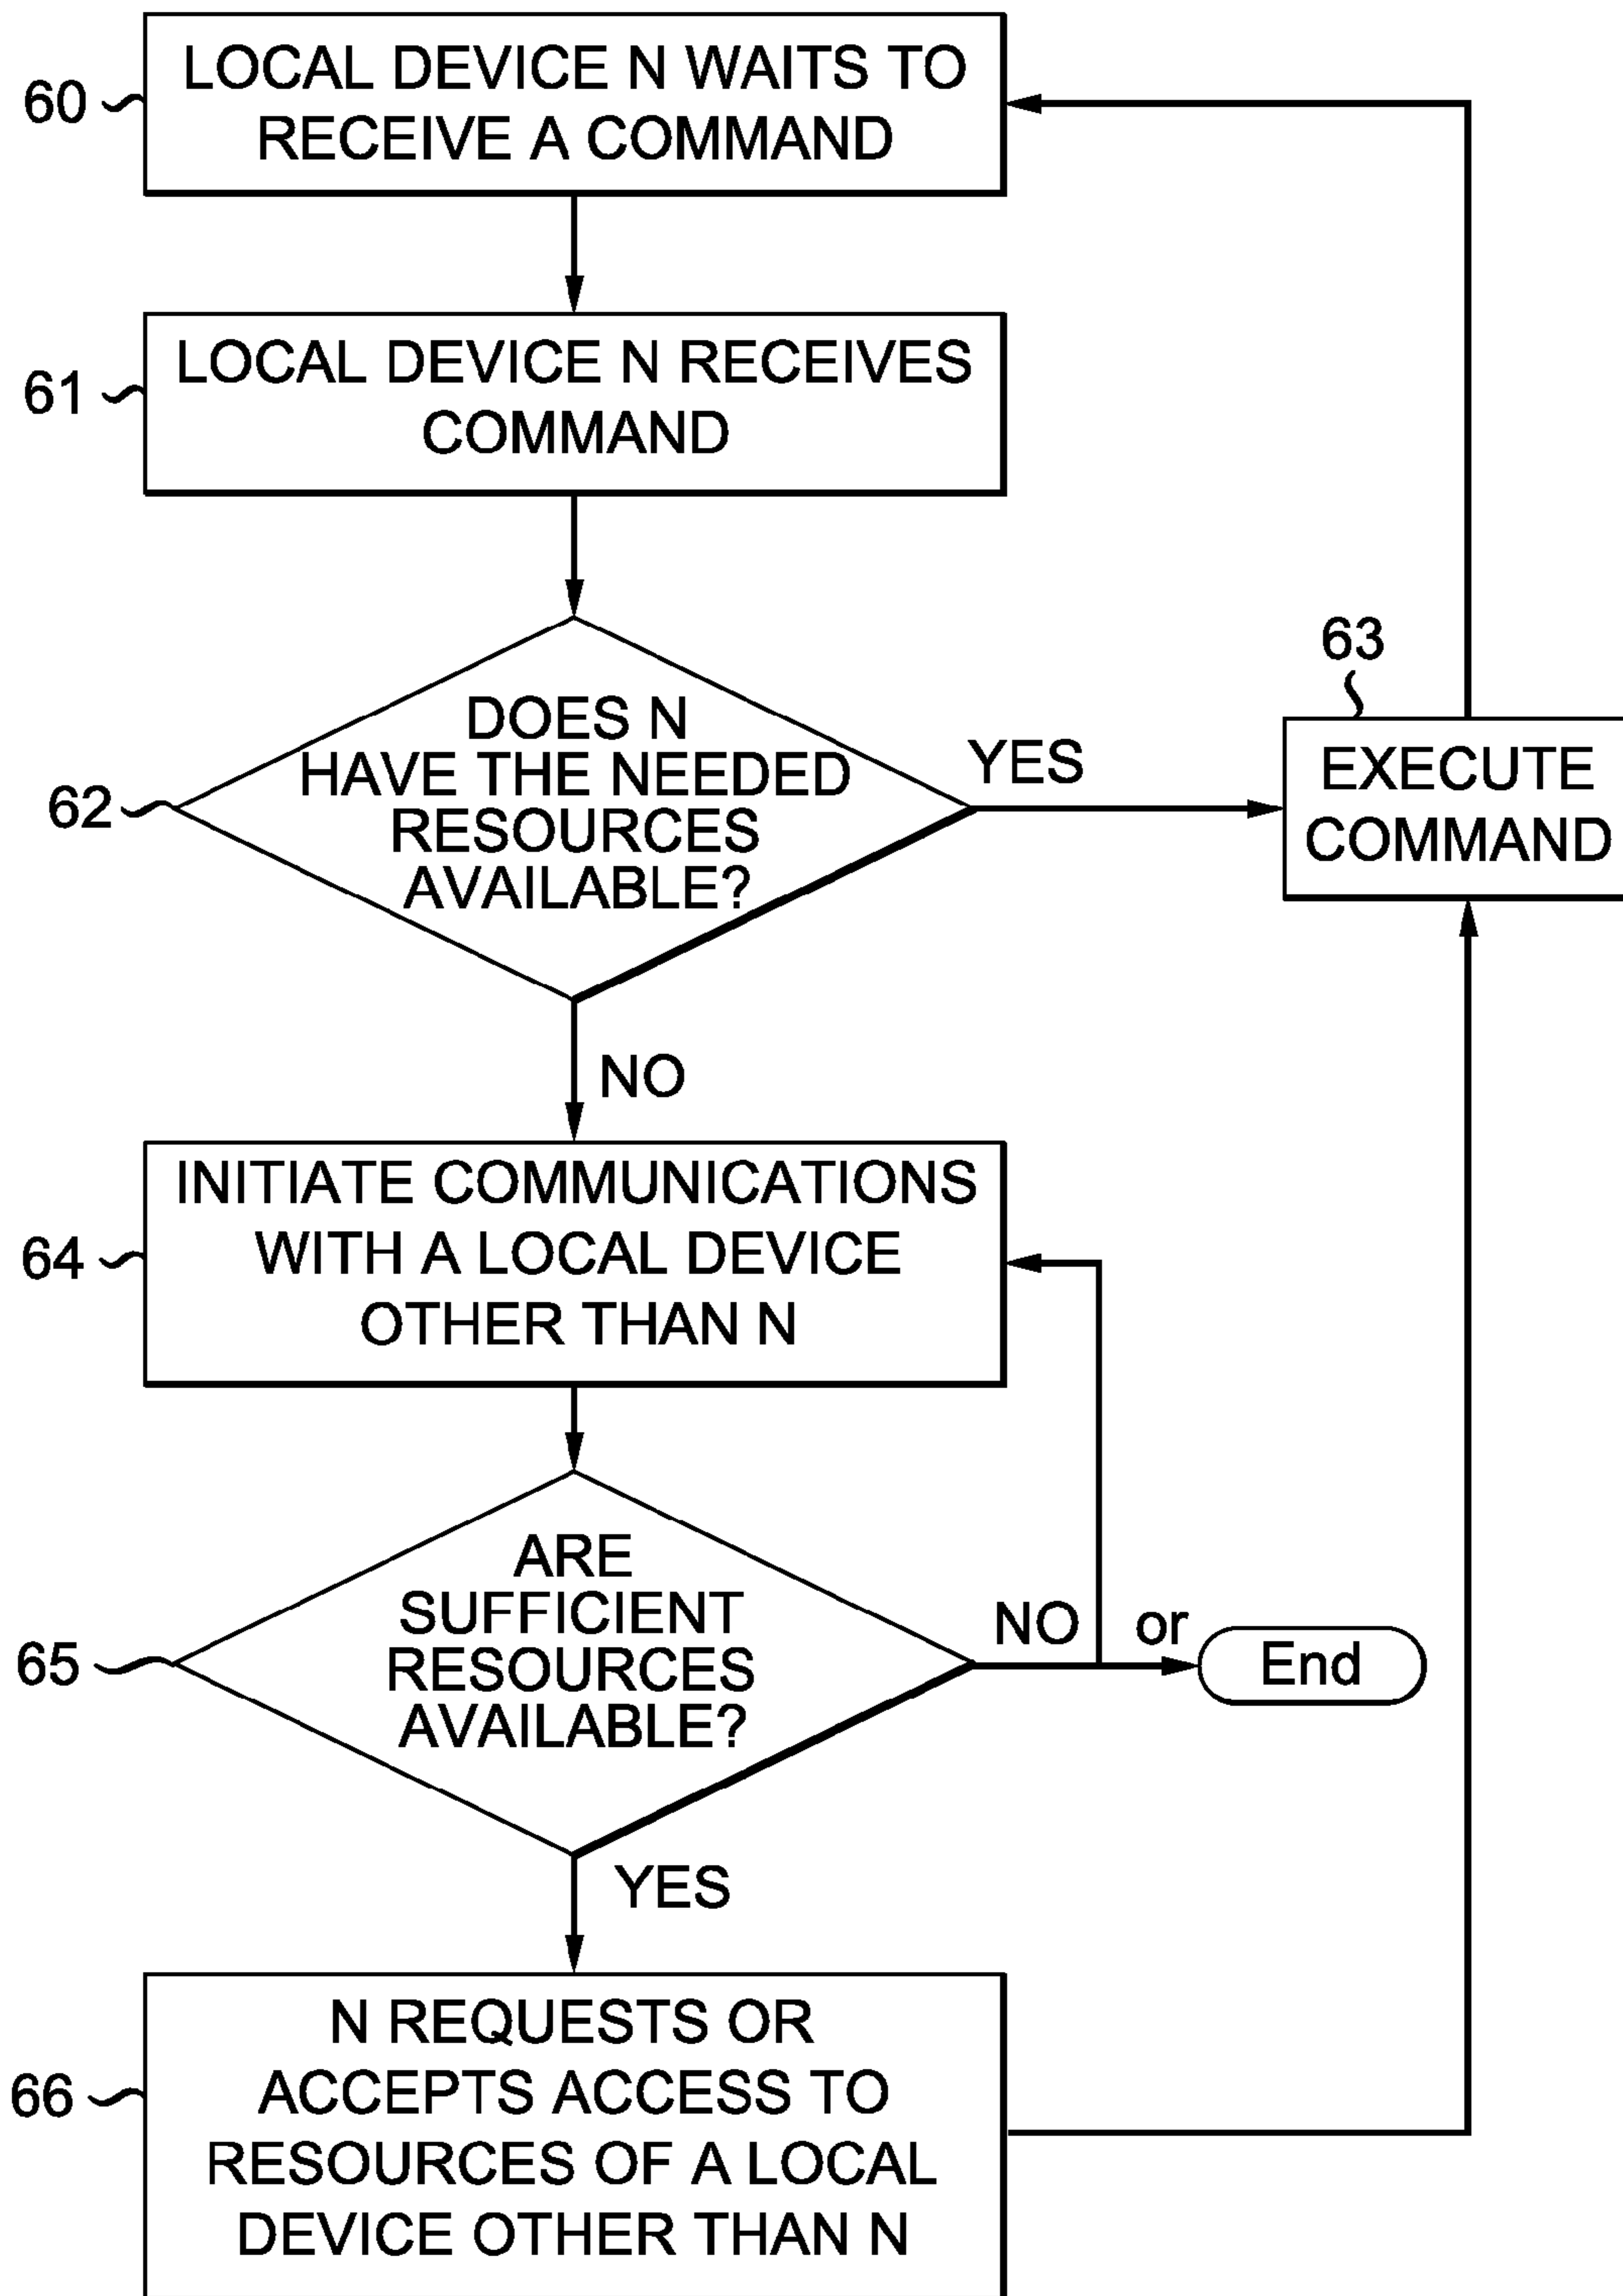 60
LOCAL DEVICE N WAITS TO
RECEIVE A COMMAND
61
LOCAL DEVICE N RECEIVES
COMMAND
62
DOES N
HAVE THE NEEDED
RESOURCES
AVAILABLE?
YES
63
EXECUTE
COMMAND
NO
64
INITIATE COMMUNICATIONS
WITH A LOCAL DEVICE
OTHER THAN N
65
ARE
SUFFICIENT
RESOURCES
AVAILABLE?
NO or
End
YES
66
N REQUESTS OR
ACCEPTS ACCESS TO
RESOURCES OF A LOCAL
DEVICE OTHER THAN N